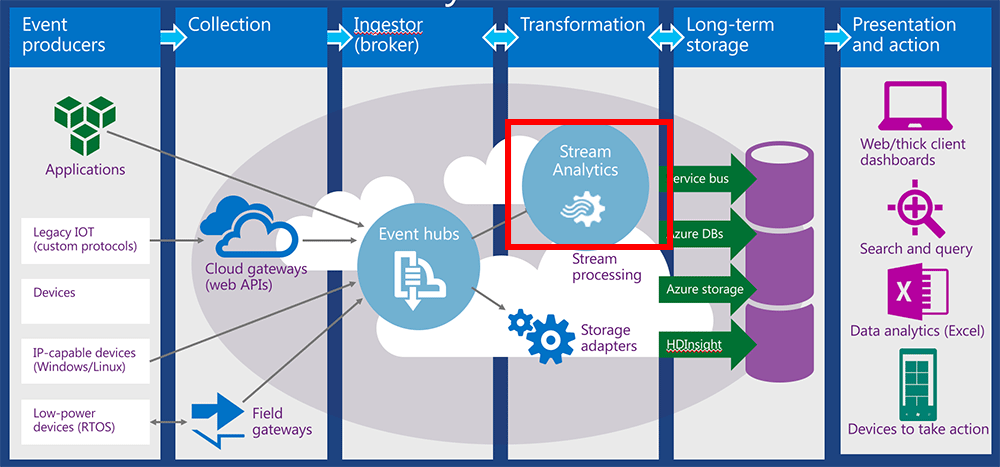 Event
producers
Collection
Ingestor
(broker)
Transformation
Long-term
storage
Presentation
and action
Applications
Legacy IOT
(custom protocols)
Devices
IP-capable devices
(Windows/Linux)
Low-power
devices (RTOS)
Cloud gateways
(web APIs)
Field
gateways
Event hubs
Stream
Analytics
Stream
processing
Storage
adapters
Service bus
Azure DBs
Azure storage
HDInsight
Web/thick client
dashboards
Search and query
Data analytics (Excel)
Devices to take action